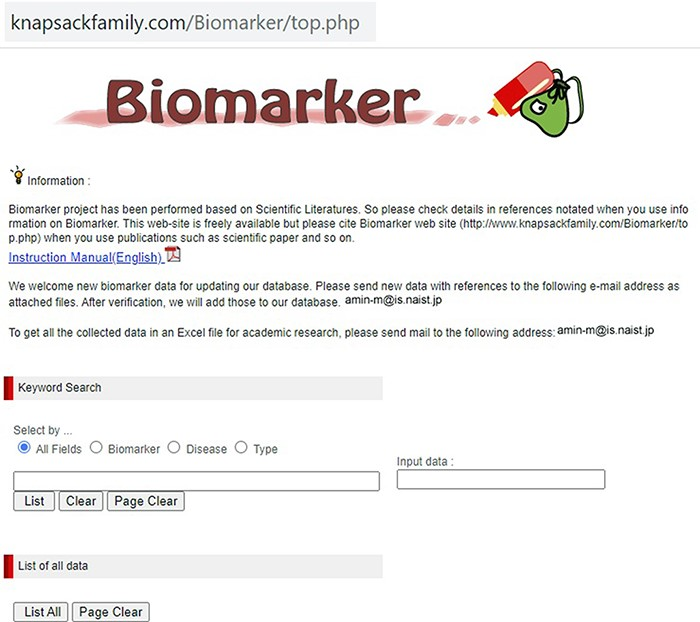 knapsackfamily.com/Biomarker/top.php
Biomarker
Information :
Biomarker project has been performed based on Scientific Literatures. So please check details in references notated when you use info
rmation on Biomarker. This web-site is freely available but please cite Biomarker web site (http://www.knapsackfamily.com/Biomarker/to
p.php) when you use publications such as scientific paper and so on.
Instruction Manual(English)
We welcome new biomarker data for updating our database. Please send new data with references to the following e-mail address as
attached files. After verification, we will add those to our database. amin-m@is.naist.jp
To get all the collected data in an Excel file for academic research, please send mail to the following address: amin-m@is.naist.jp
Keyword Search
Select by ...
All Fields Biomarker Disease Type
Input data :
List Clear Page Clear
List of all data
List All Page Clear